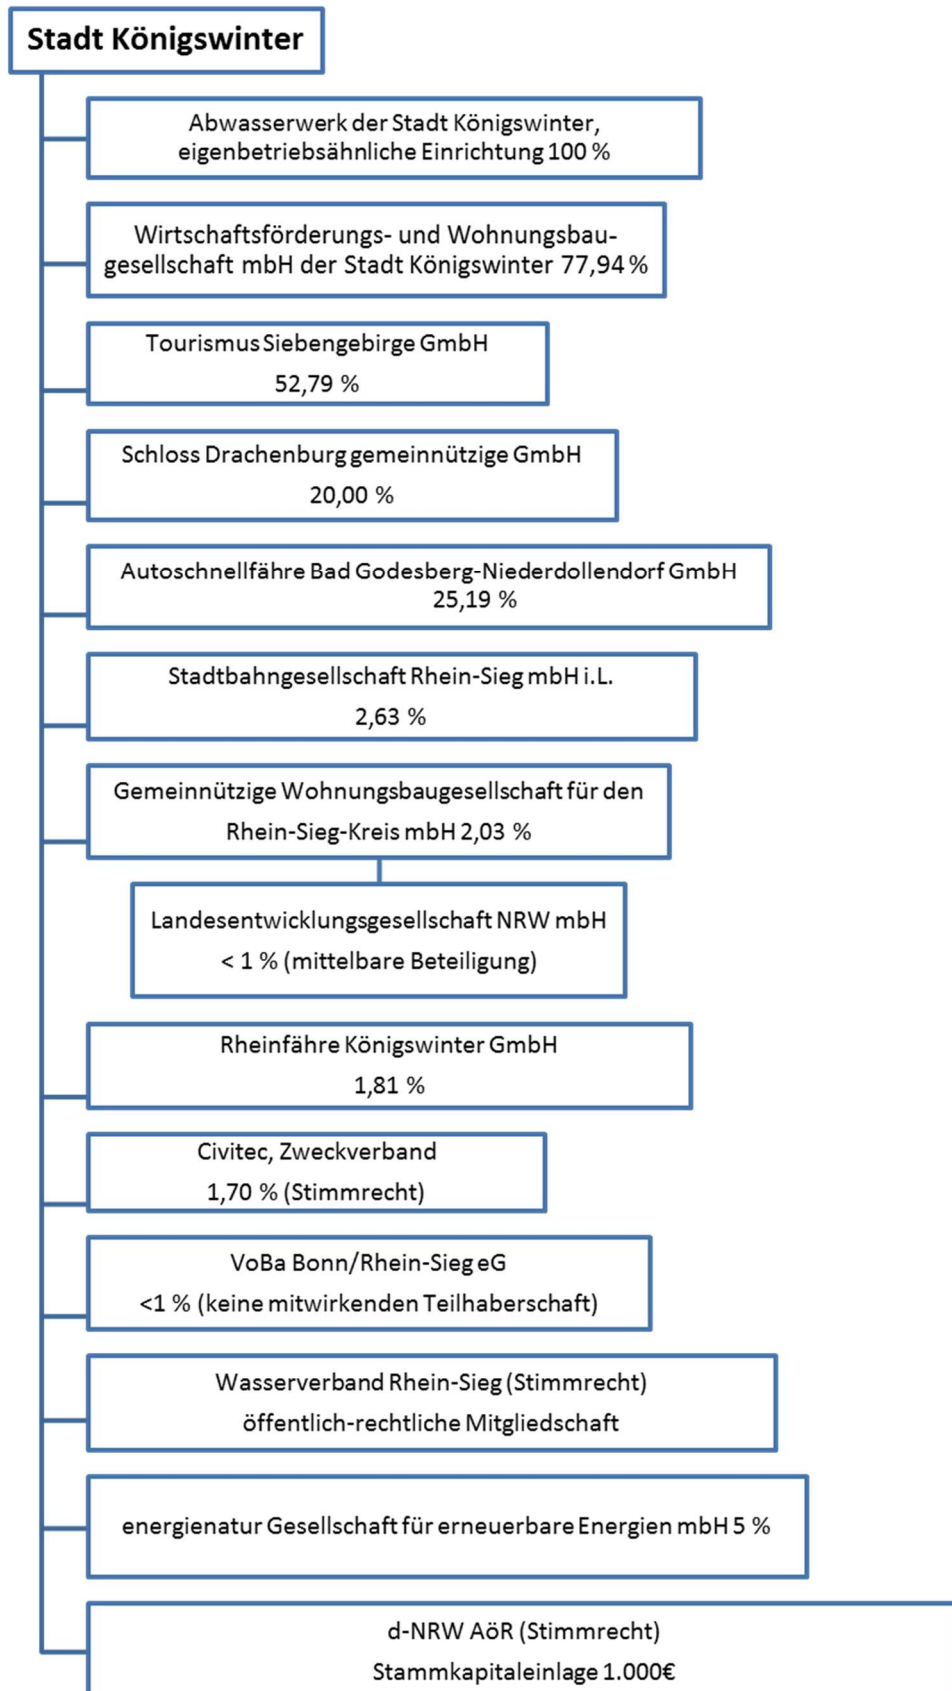 Stadt Königswinter
Abwasserwerk der Stadt Königswinter,
eigenbetriebsähnliche Einrichtung 100 %
Wirtschaftsförderungs- und Wohnungsbau-
gesellschaft mbH der Stadt Königswinter 77,94 %
Tourismus Siebengebirge GmbH
52,79 %
Schloss Drachenburg gemeinnützige GmbH
20,00 %
Autoschnellfähre Bad Godesberg-Niederdollendorf GmbH
25,19 %
Stadtbahngesellschaft Rhein-Sieg mbH i.L.
2,63 %
Gemeinnützige Wohnungsbaugesellschaft für den
Rhein-Sieg-Kreis mbH 2,03 %
Landesentwicklungsgesellschaft NRW mbH
< 1 % (mittelbare Beteiligung)
Rheinfähre Königswinter GmbH
1,81 %
Civitec, Zweckverband
1,70 % (Stimmrecht)
VoBa Bonn/Rhein-Sieg eG
<1 % (keine mitwirkenden Teilhaberschaft)
Wasserverband Rhein-Sieg (Stimmrecht)
öffentlich-rechtliche Mitgliedschaft
energienatur Gesellschaft für erneuerbare Energien mbH 5 %
d-NRW AöR (Stimmrecht)
Stammkapitaleinlage 1.000€